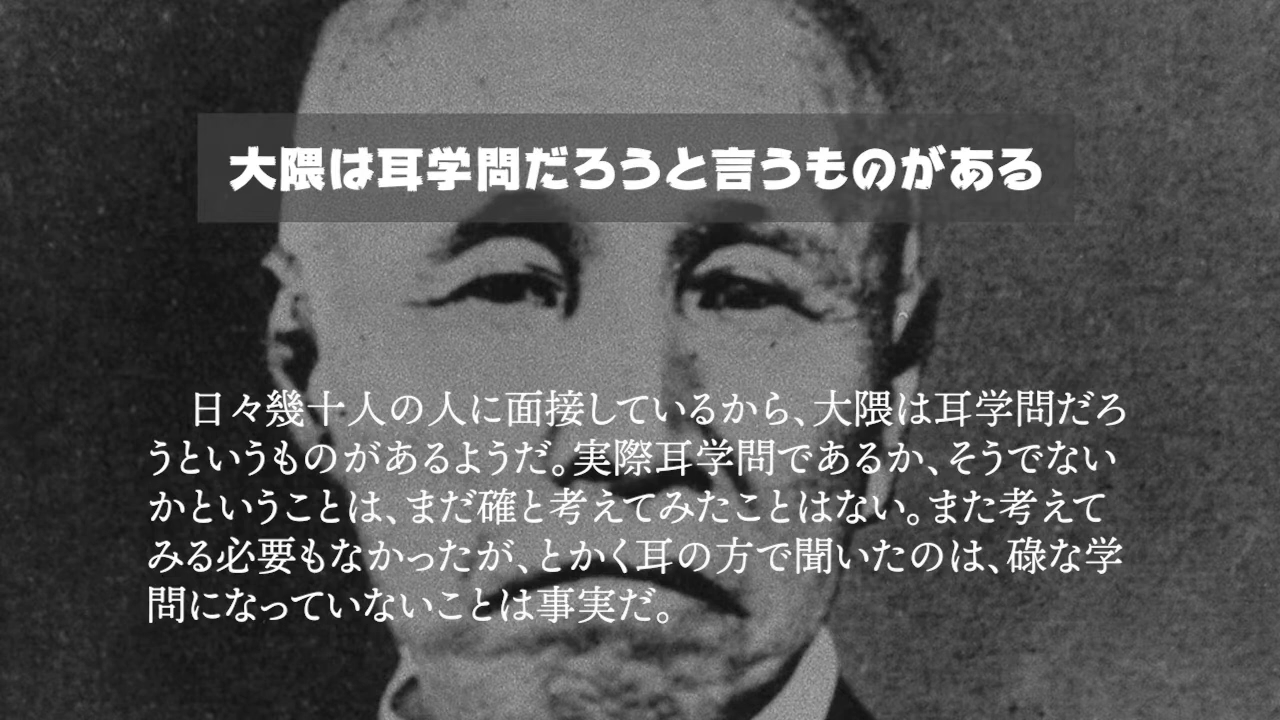 大隈は耳学問だろうと言うものがある
日々幾十人の人に面接しているから、大隈は耳学問だろ
うというものがあるようだ。実際耳学問であるか、そうでない
かということは、まだ確と考えてみたことはない。また考えて
みる必要もなかったが、とかく耳の方で聞いたのは、碌な学
問になっていないことは事実だ。